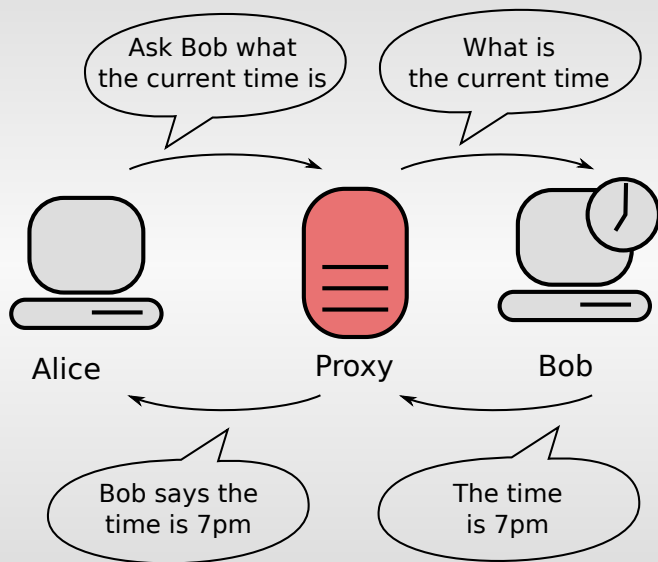 Ask Bob what
the current time is
What is
the current time
Alice
Proxy
Bob
Bob says the
time is 7pm
The time
is 7pm